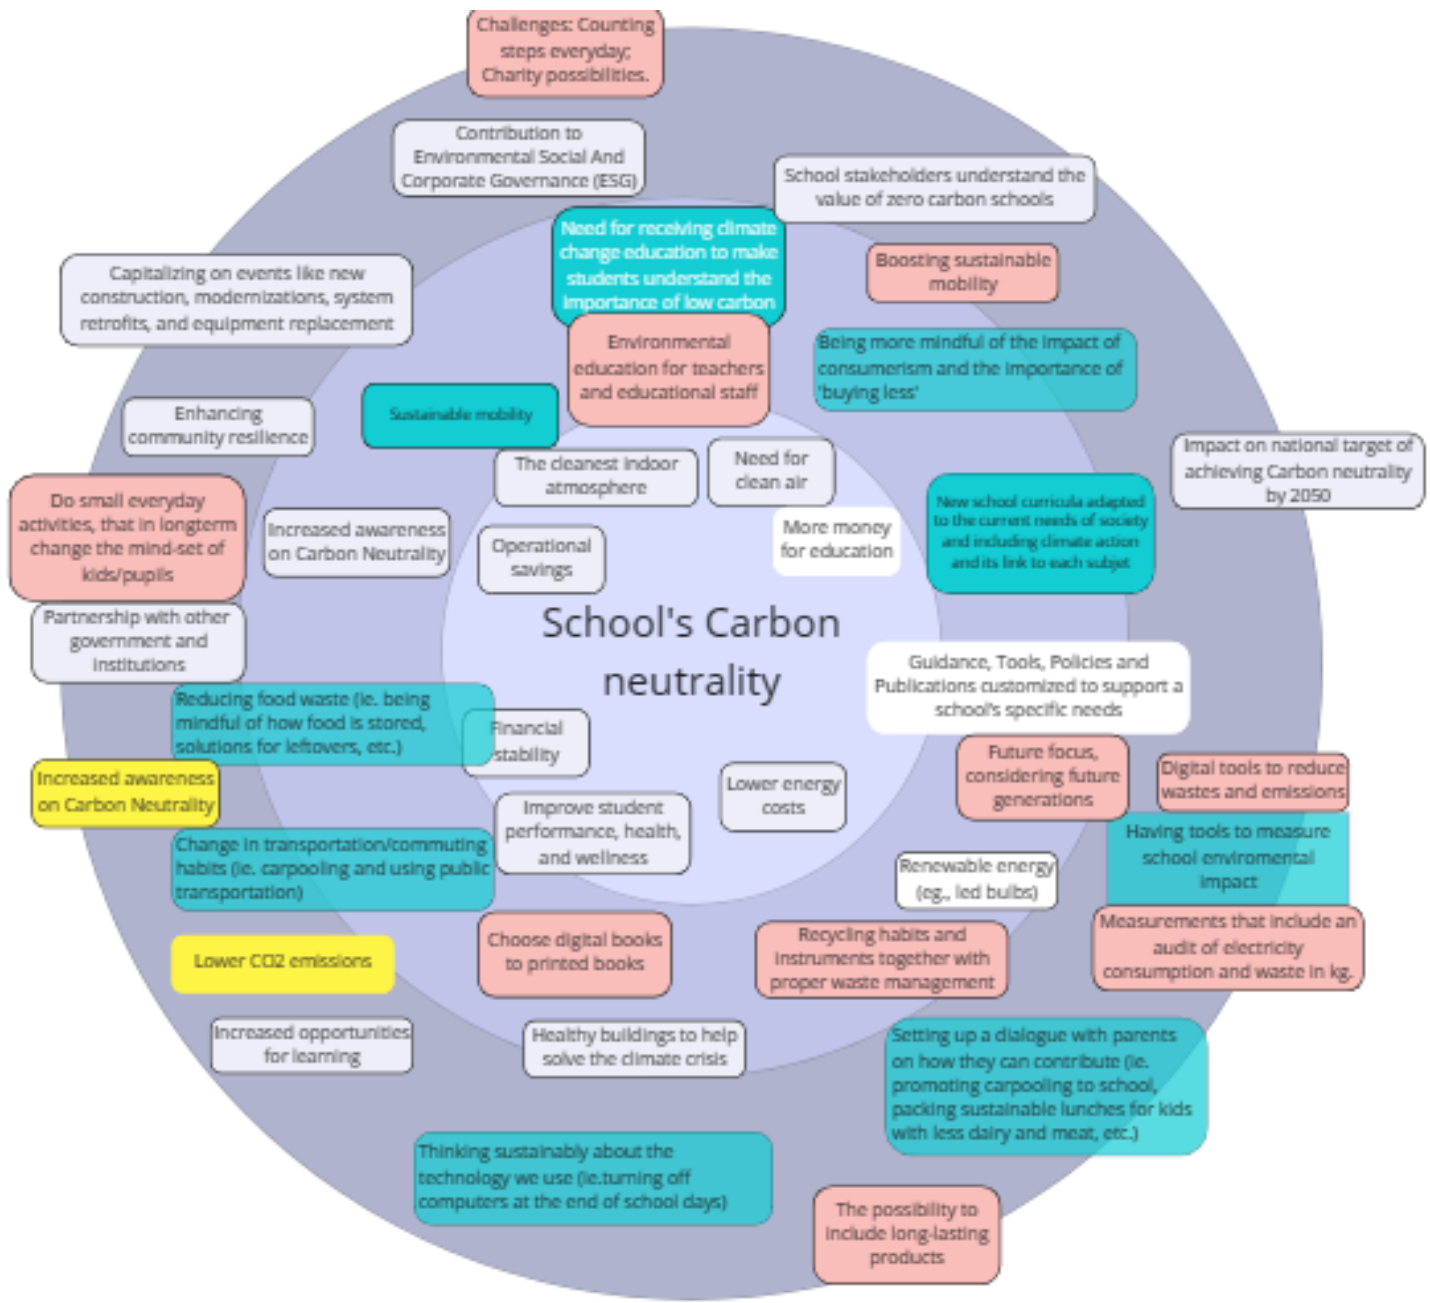 Challenges: Counting
steps everyday;
Charity possibilities.
Contribution to
Environmental Social And
Corporate Governance (ESG)
School stakeholders understand the
value of zero carbon schools
Need for receiving climate
change education to make
students understand the
importance of low carbon
Boosting sustainable
mobility
Capitalizing on events like new
construction, modernizations, system
retrofits, and equipment replacement
Environmental
education for teachers
and educational staff
Being more mindful of the impact of
consumerism and the importance of
'buying less'
Enhancing
community resilience
Sustainable mobility
The cleanest indoor
atmosphere
Need for
clean air
Impact on national target of
achieving Carbon neutrality
by 2050
Do small everyday
activities, that in longterm
change the mind-set of
kids/pupils
Increased awareness
on Carbon Neutrality
Operational
savings
More money
for education
New school curricula adapted
to the current needs of society
and including climate action
and its link to each subjet
School's Carbon
neutrality
Partnership with other
government and
institutions
Guidance, Tools, Policies and
Publications customized to support a
school's specific needs
Reducing food waste (ie. being
mindful of how food is stored,
solutions for leftovers, etc.)
Financial
stability
Increased awareness
on Carbon Neutrality
Lower energy
costs
Future focus,
considering future
generations
Digital tools to reduce
wastes and emissions
Improve student
performance, health,
and wellness
Having tools to measure
school enviromental
impact
Change in transportation/commuting
habits (ie. carpooling and using public
transportation)
Renewable energy
(eg., led bulbs)
Lower CO2 emissions
Choose digital books
to printed books
Recycling habits and
instruments together with
proper waste management
Measurements that include an
audit of electricity
consumption and waste in kg.
Increased opportunities
for learning
Healthy buildings to help
solve the climate crisis
Setting up a dialogue with parents
on how they can contribute (ie.
promoting carpooling to school,
packing sustainable lunches for kids
with less dairy and meat, etc.)
Thinking sustainably about the
technology we use (ie.turning off
computers at the end of school days)
The possibility to
include long-lasting
products